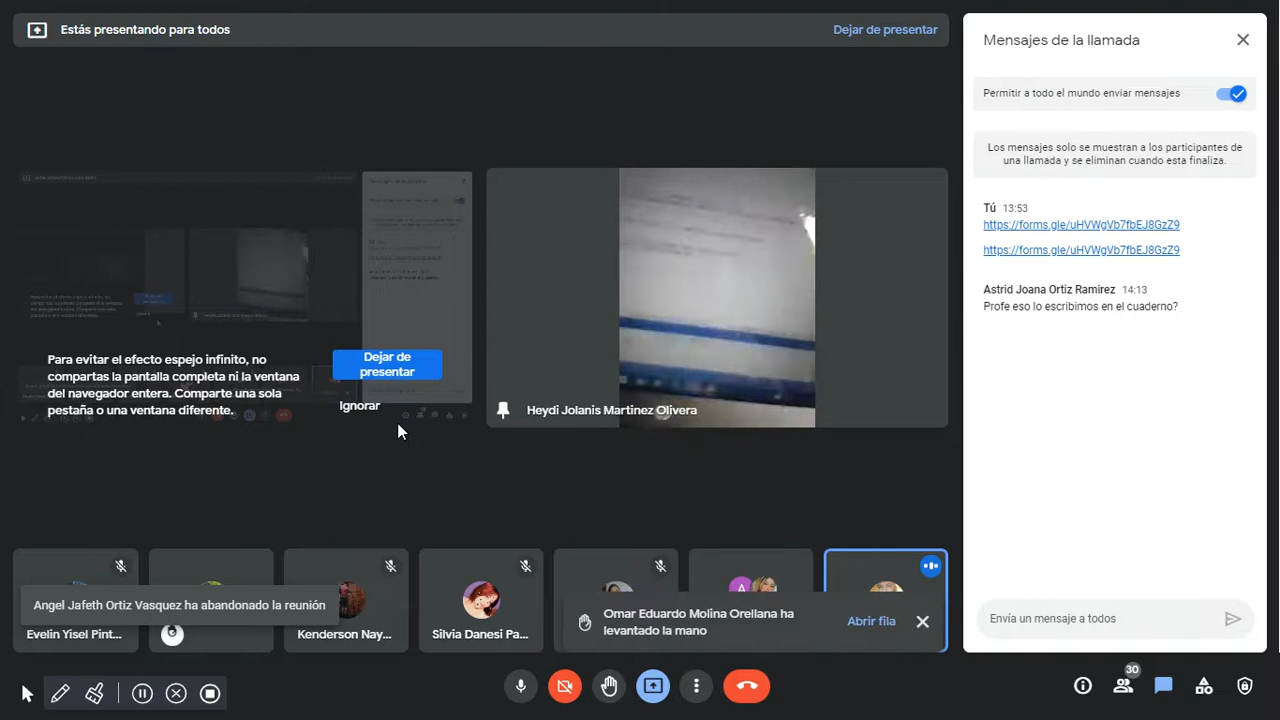 Estás presentando para todos
Dejar de presentar
Para evitar el efecto espejo infinito, no
compartas la pantalla completa ni la ventana
del navegador entera. Comparte una sola
pestaña o una ventana diferente.
Dejar de
presentar
Ignorar
Heydi Jolanis Martinez Olivera
Evelin Yisel Pint...
Kenderson Nay...
Silvia Danesi Pa...
Angel Jafeth Ortiz Vasquez ha abandonado la reunión
Omar Eduardo Molina Orellana ha
levantado la mano
Abrir fila
A
Mensajes de la llamada
Permitir a todo el mundo enviar mensajes
Los mensajes solo se muestran a los participantes de
una llamada y se eliminan cuando esta finaliza.
Tú 13:53
https://forms.gle/uHVWgVb7fbEJ8GzZ9
https://forms.gle/uHVWgVb7fbEJ8GzZ9
Astrid Joana Ortiz Ramirez 14:13
Profe eso lo escribimos en el cuaderno?
Envía un mensaje a todos
30